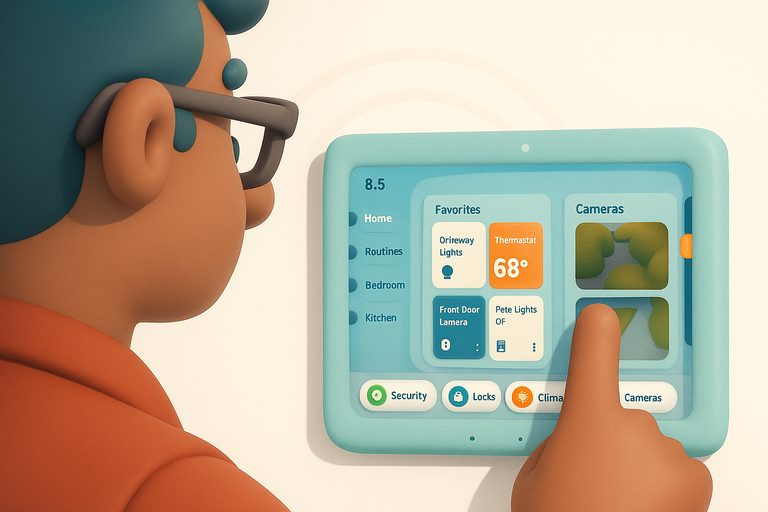 8.5
Home
Routines
Bedroom
Kitchen
Favorites
Orireway
Lights
Thermastat
68°
Front Door
Lamera
Pete Lights
OF
Cameras
Security
Locks
Clima
Cameras